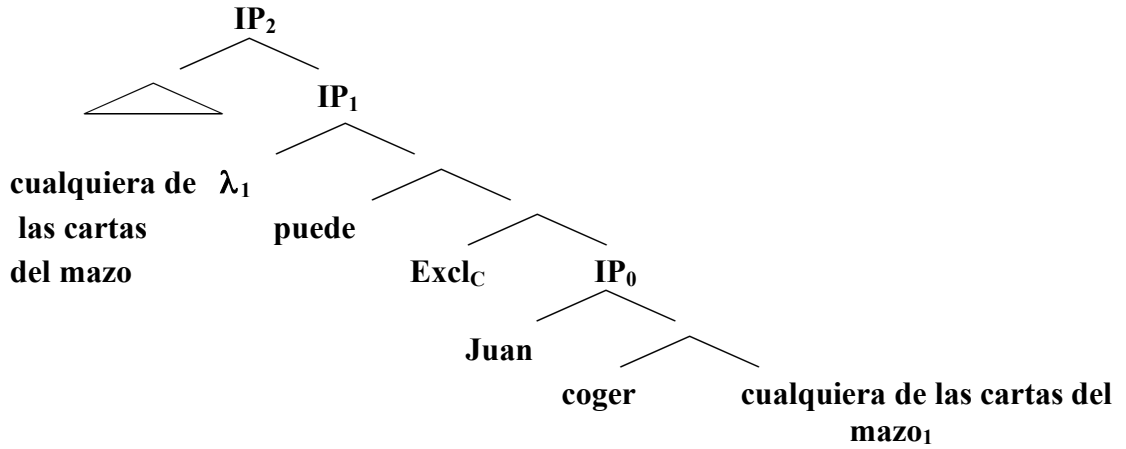 IP₂
IP₁
cualquiera de λ₁
las cartas puede
del mazo Excl_C IP₀
Juan
coger cualquiera de las cartas del
mazo₁